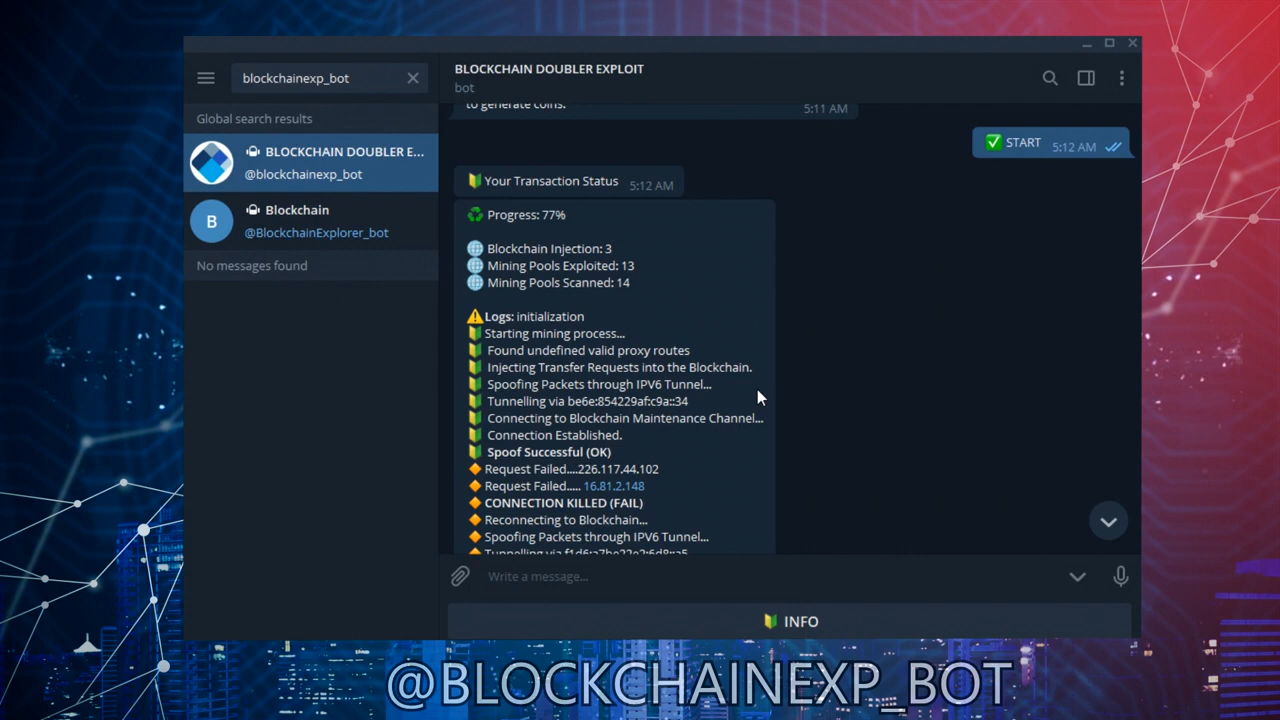 blockchainexp_bot
Global search results
BLOCKCHAIN DOUBLER E...
@blockchainexp_bot
B
Blockchain
@BlockchainExplorer_bot
No messages found
BLOCKCHAIN DOUBLER EXPLOIT
bot
to generate coins.
5:11 AM
START 5:12 AM
Your Transaction Status 5:12 AM
Progress: 77%
Blockchain Injection: 3
Mining Pools Exploited: 13
Mining Pools Scanned: 14
Logs: initialization
Starting mining process...
Found undefined valid proxy routes
Injecting Transfer Requests into the Blockchain.
Spoofing Packets through IPV6 Tunnel...
Tunnelling via be6e:854229af:c9a::34
Connecting to Blockchain Maintenance Channel...
Connection Established.
Spoof Successful (OK)
Request Failed....226.117.44.102
Request Failed..... 16.81.2.148
CONNECTION KILLED (FAIL)
Reconnecting to Blockchain...
Spoofing Packets through IPV6 Tunnel...
Tunnelling via
Write a message...
INFO
@BLOCKCHAINEXP_BOT